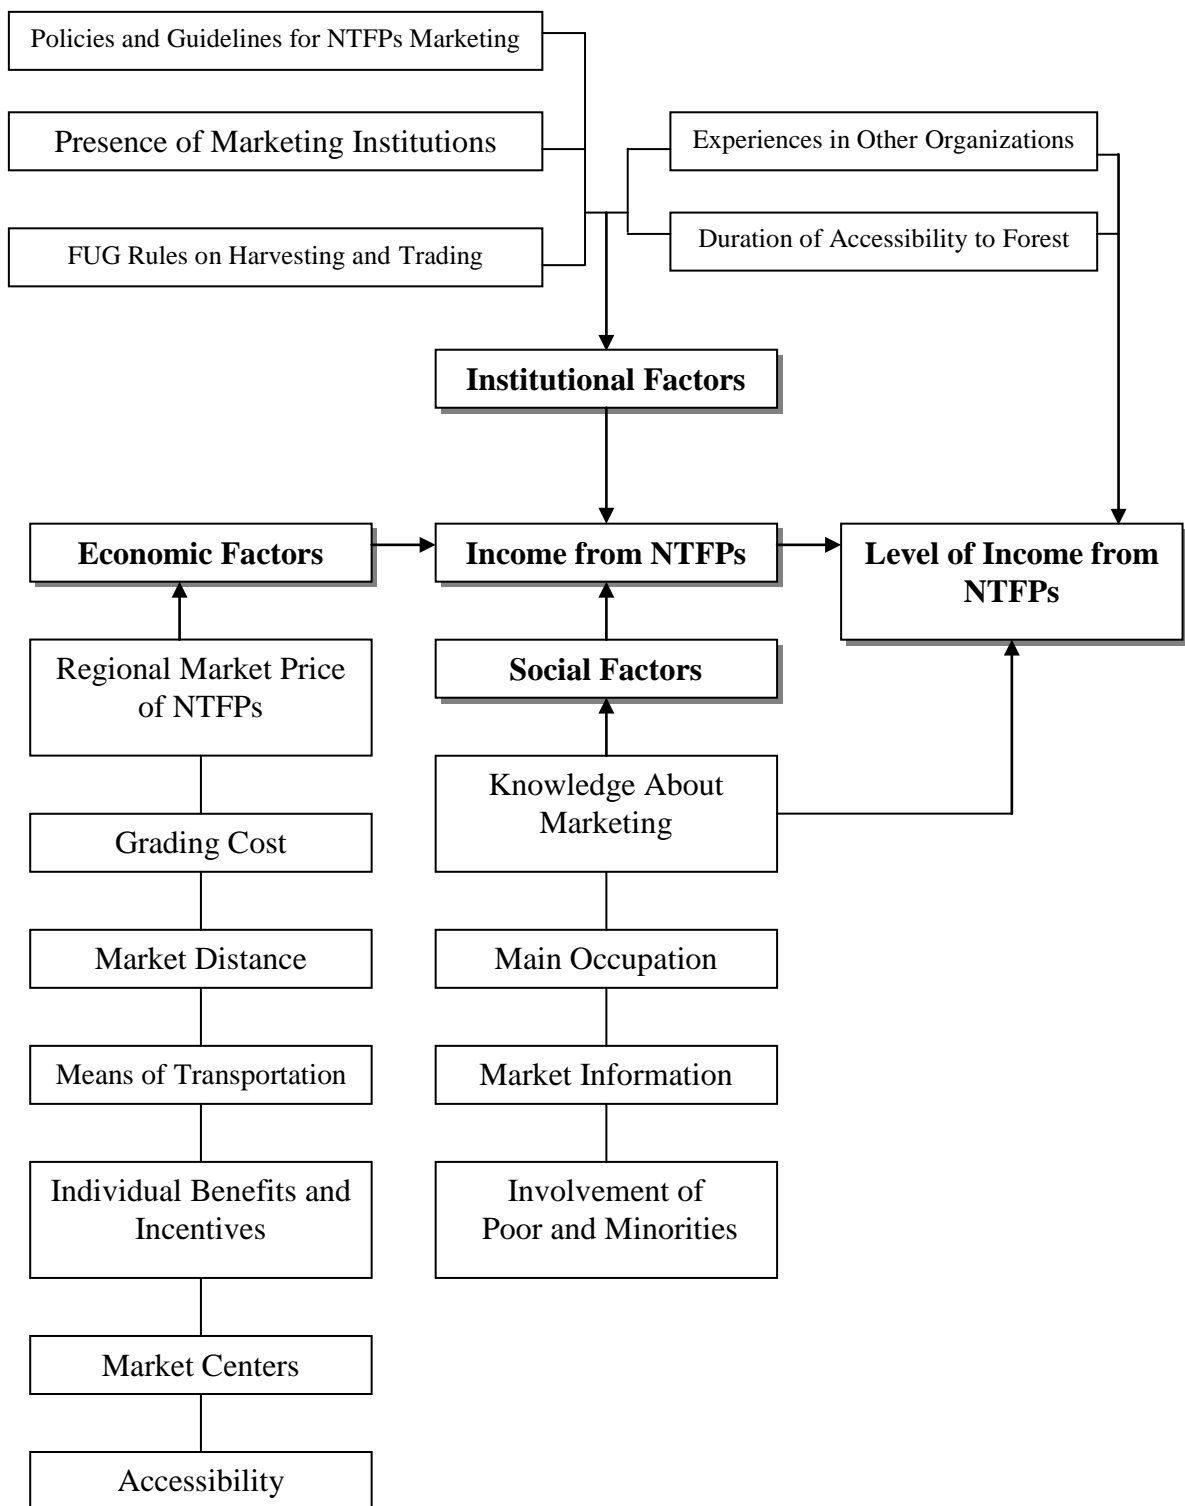 Policies and Guidelines for NTFPs Marketing
Presence of Marketing Institutions
FUG Rules on Harvesting and Trading
Experiences in Other Organizations
Duration of Accessibility to Forest
Institutional Factors
Economic Factors
Income from NTFPs
Level of Income from
NTFPs
Regional Market Price
of NTFPs
Grading Cost
Market Distance
Means of Transportation
Individual Benefits and
Incentives
Market Centers
Accessibility
Social Factors
Knowledge About
Marketing
Main Occupation
Market Information
Involvement of
Poor and Minorities